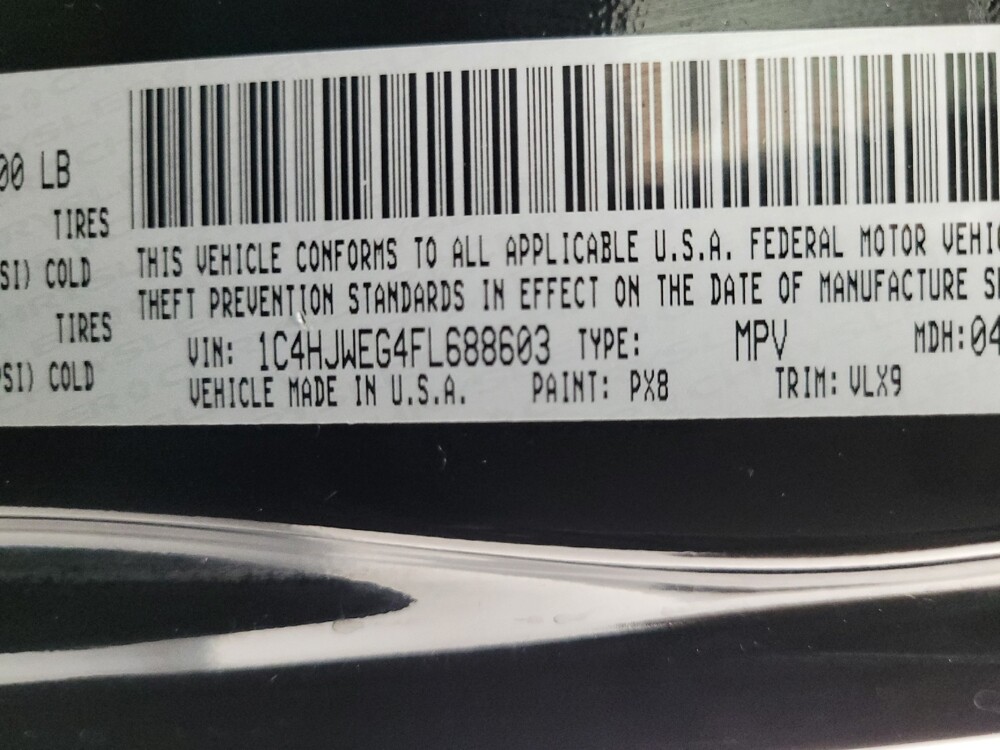 00 LB
TIRES
SI) COLD
TIRES
PSI) COLD
THIS VEHICLE CONFORMS TO ALL APPLICABLE U.S.A. FEDERAL MOTOR VEHIC
THEFT PREVENTION STANDARDS IN EFFECT ON THE DATE OF MANUFACTURE S
VIN: 1C4HJWEG4FL688603 TYPE: MPV MDH:04
VEHICLE MADE IN U.S.A. PAINT: PX8 TRIM: VLX9